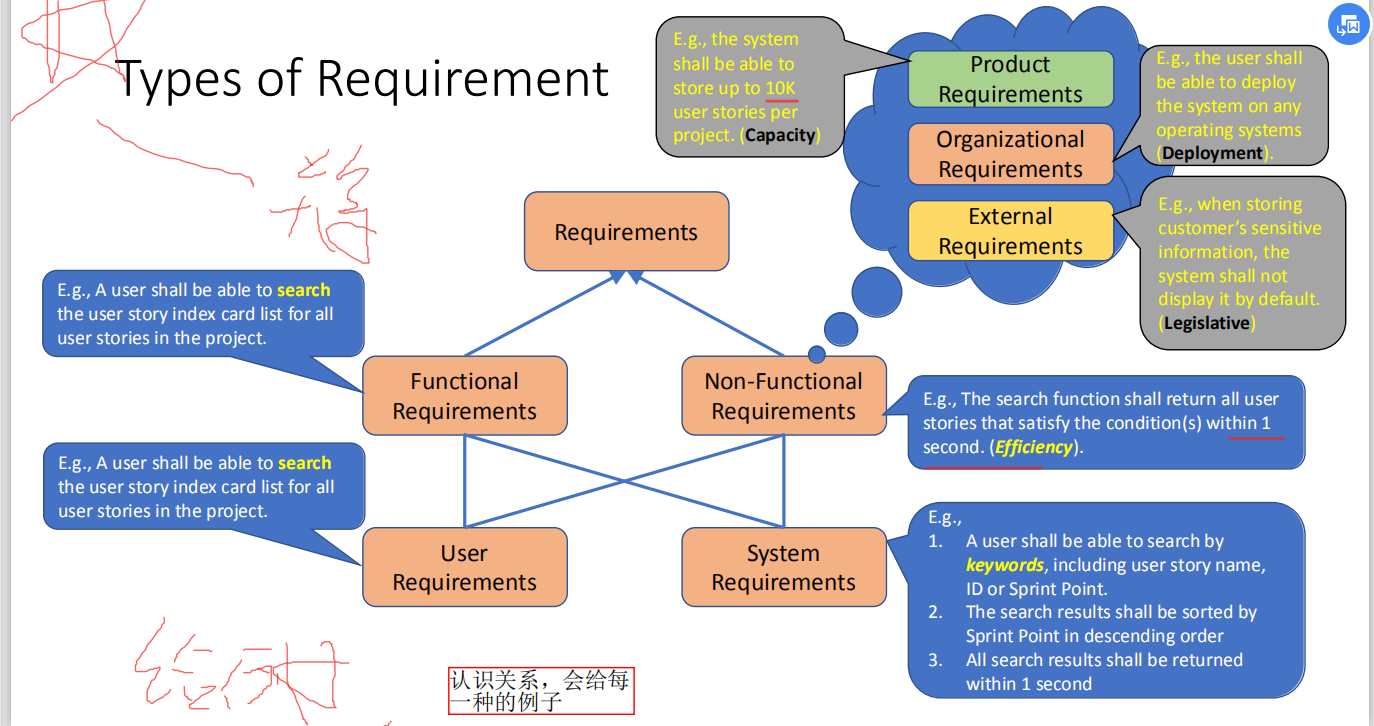 Types of Requirement
E.g., the system
shall be able to
store up to 10K
user stories per
project. (Capacity)
Product
Requirements
Organizational
Requirements
External
Requirements
E.g., the user shall
be able to deploy
the system on any
operating systems
(Deployment).
E.g., when storing
customer's sensitive
information, the
system shall not
display it by default.
(Legislative)
Requirements
E.g., A user shall be able to search
the user story index card list for all
user stories in the project.
Functional
Requirements
Non-Functional
Requirements
E.g., The search function shall return all user
stories that satisfy the condition(s) within 1
second. (Efficiency).
E.g., A user shall be able to search
the user story index card list for all
user stories in the project.
User
Requirements
System
Requirements
E.g.,
1. A user shall be able to search by
keywords, including user story name,
ID or Sprint Point.
2. The search results shall be sorted by
Sprint Point in descending order
3. All search results shall be returned
within 1 second
认识关系，会给每
一种的例子